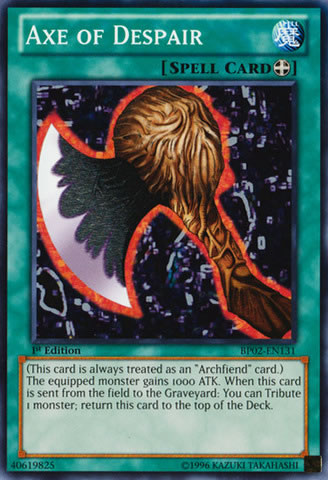 AXE OF DESPAIR
魔
[SPELL CARD]
1st Edition
BP02-EN131
(This card is always treated as an "Archfiend" card.)
The equipped monster gains 1000 ATK. When this card
is sent from the field to the Graveyard: You can Tribute
1 monster; return this card to the top of the Deck.
40619825
©1996 KAZUKI TAKAHASHI